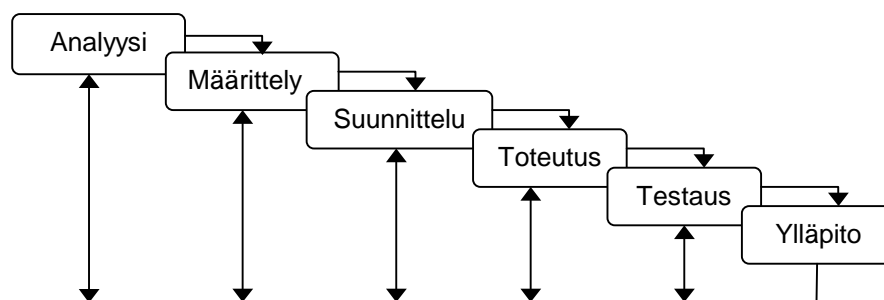 Analyysi
Määrittely
Suunnittelu
Toteutus
Testaus
Ylläpito